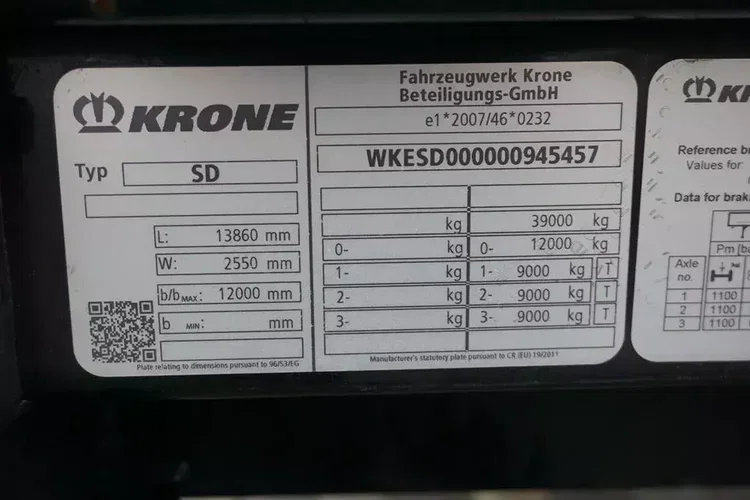 KRONE
Typ SD
L: 13860 mm
W: 2550 mm
b/b MAX: 12000 mm
b MIN: mm
Plate relating to dimensions pursuant to 96/53/EG
Fahrzeugwerk Krone
Beteiligungs-GmbH
e1*2007/46*0232
WKESD000000945457
kg 39000 kg
0- kg 0- 12000 kg
1- kg 1- 9000 kg T
2- kg 2- 9000 kg T
3- kg 3- 9000 kg T
Manufacturer's statutory plate pursuant to CR (EU) 19/2011
KR
Reference br
Values for:
Data for brak
Pm [ba
Axle
no.
1 1100
2 1100
3 1100